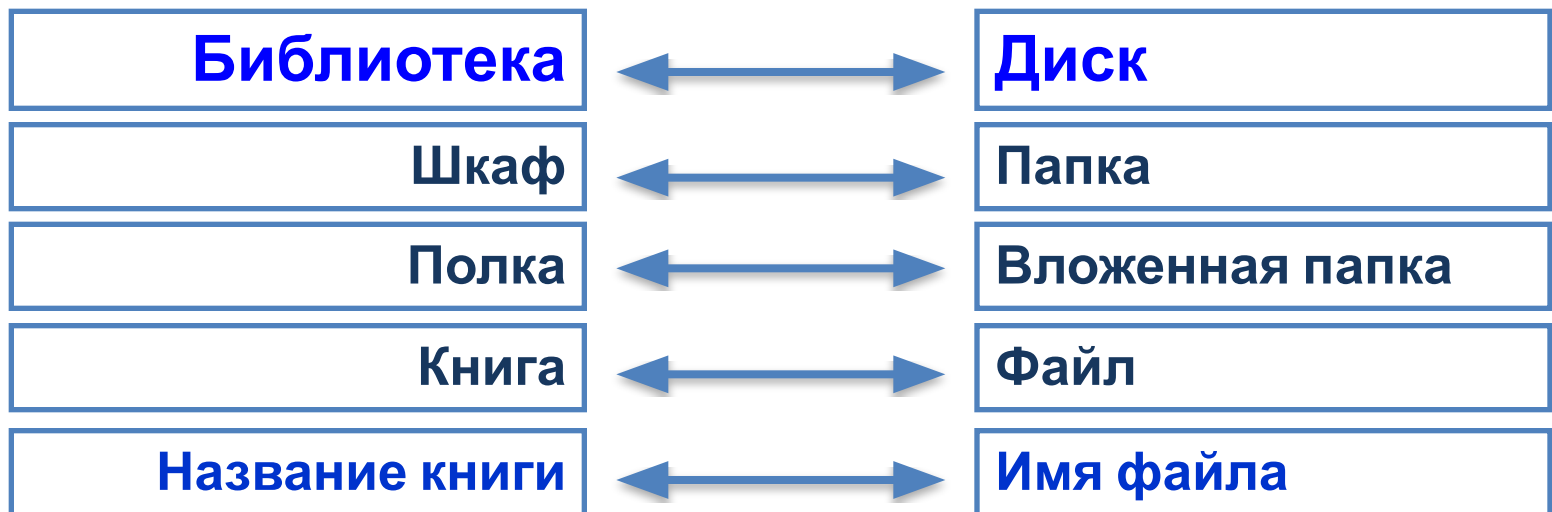 Библиотека Диск
Шкаф Папка
Полка Вложенная папка
Книга Файл
Название книги Имя файла